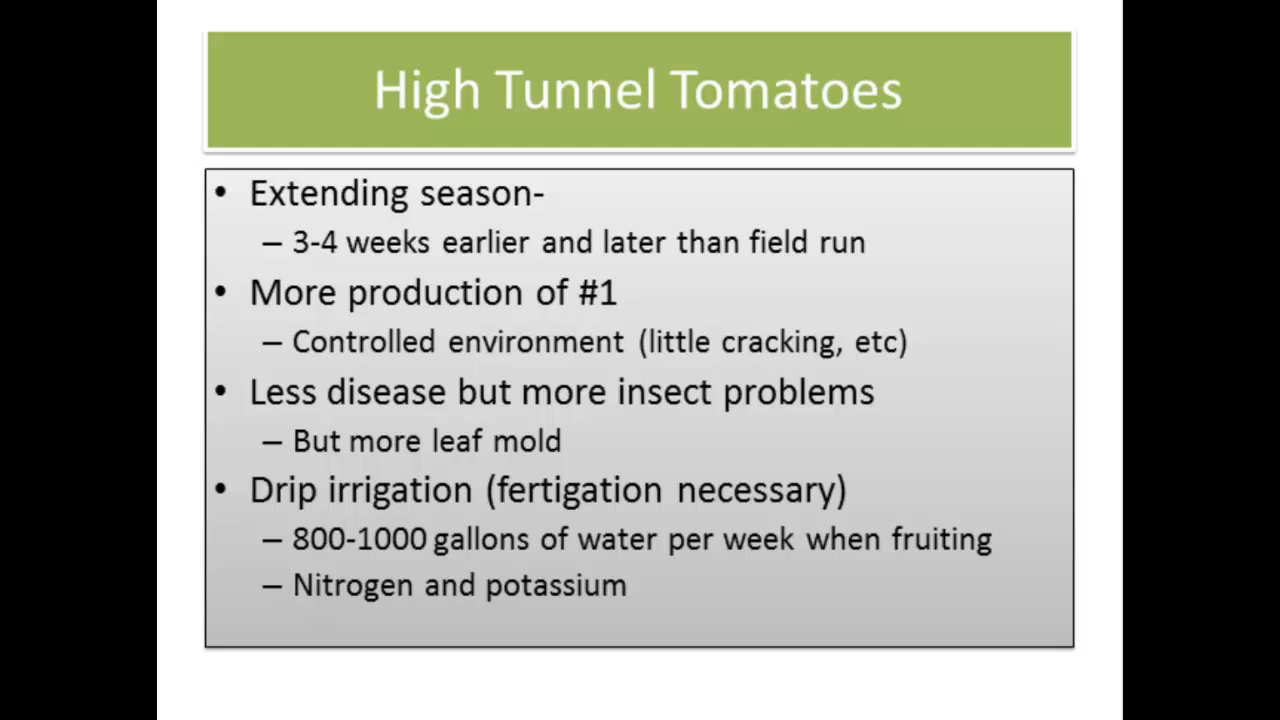 High Tunnel Tomatoes
• Extending season-
– 3-4 weeks earlier and later than field run
• More production of #1
– Controlled environment (little cracking, etc)
• Less disease but more insect problems
– But more leaf mold
• Drip irrigation (fertigation necessary)
– 800-1000 gallons of water per week when fruiting
– Nitrogen and potassium